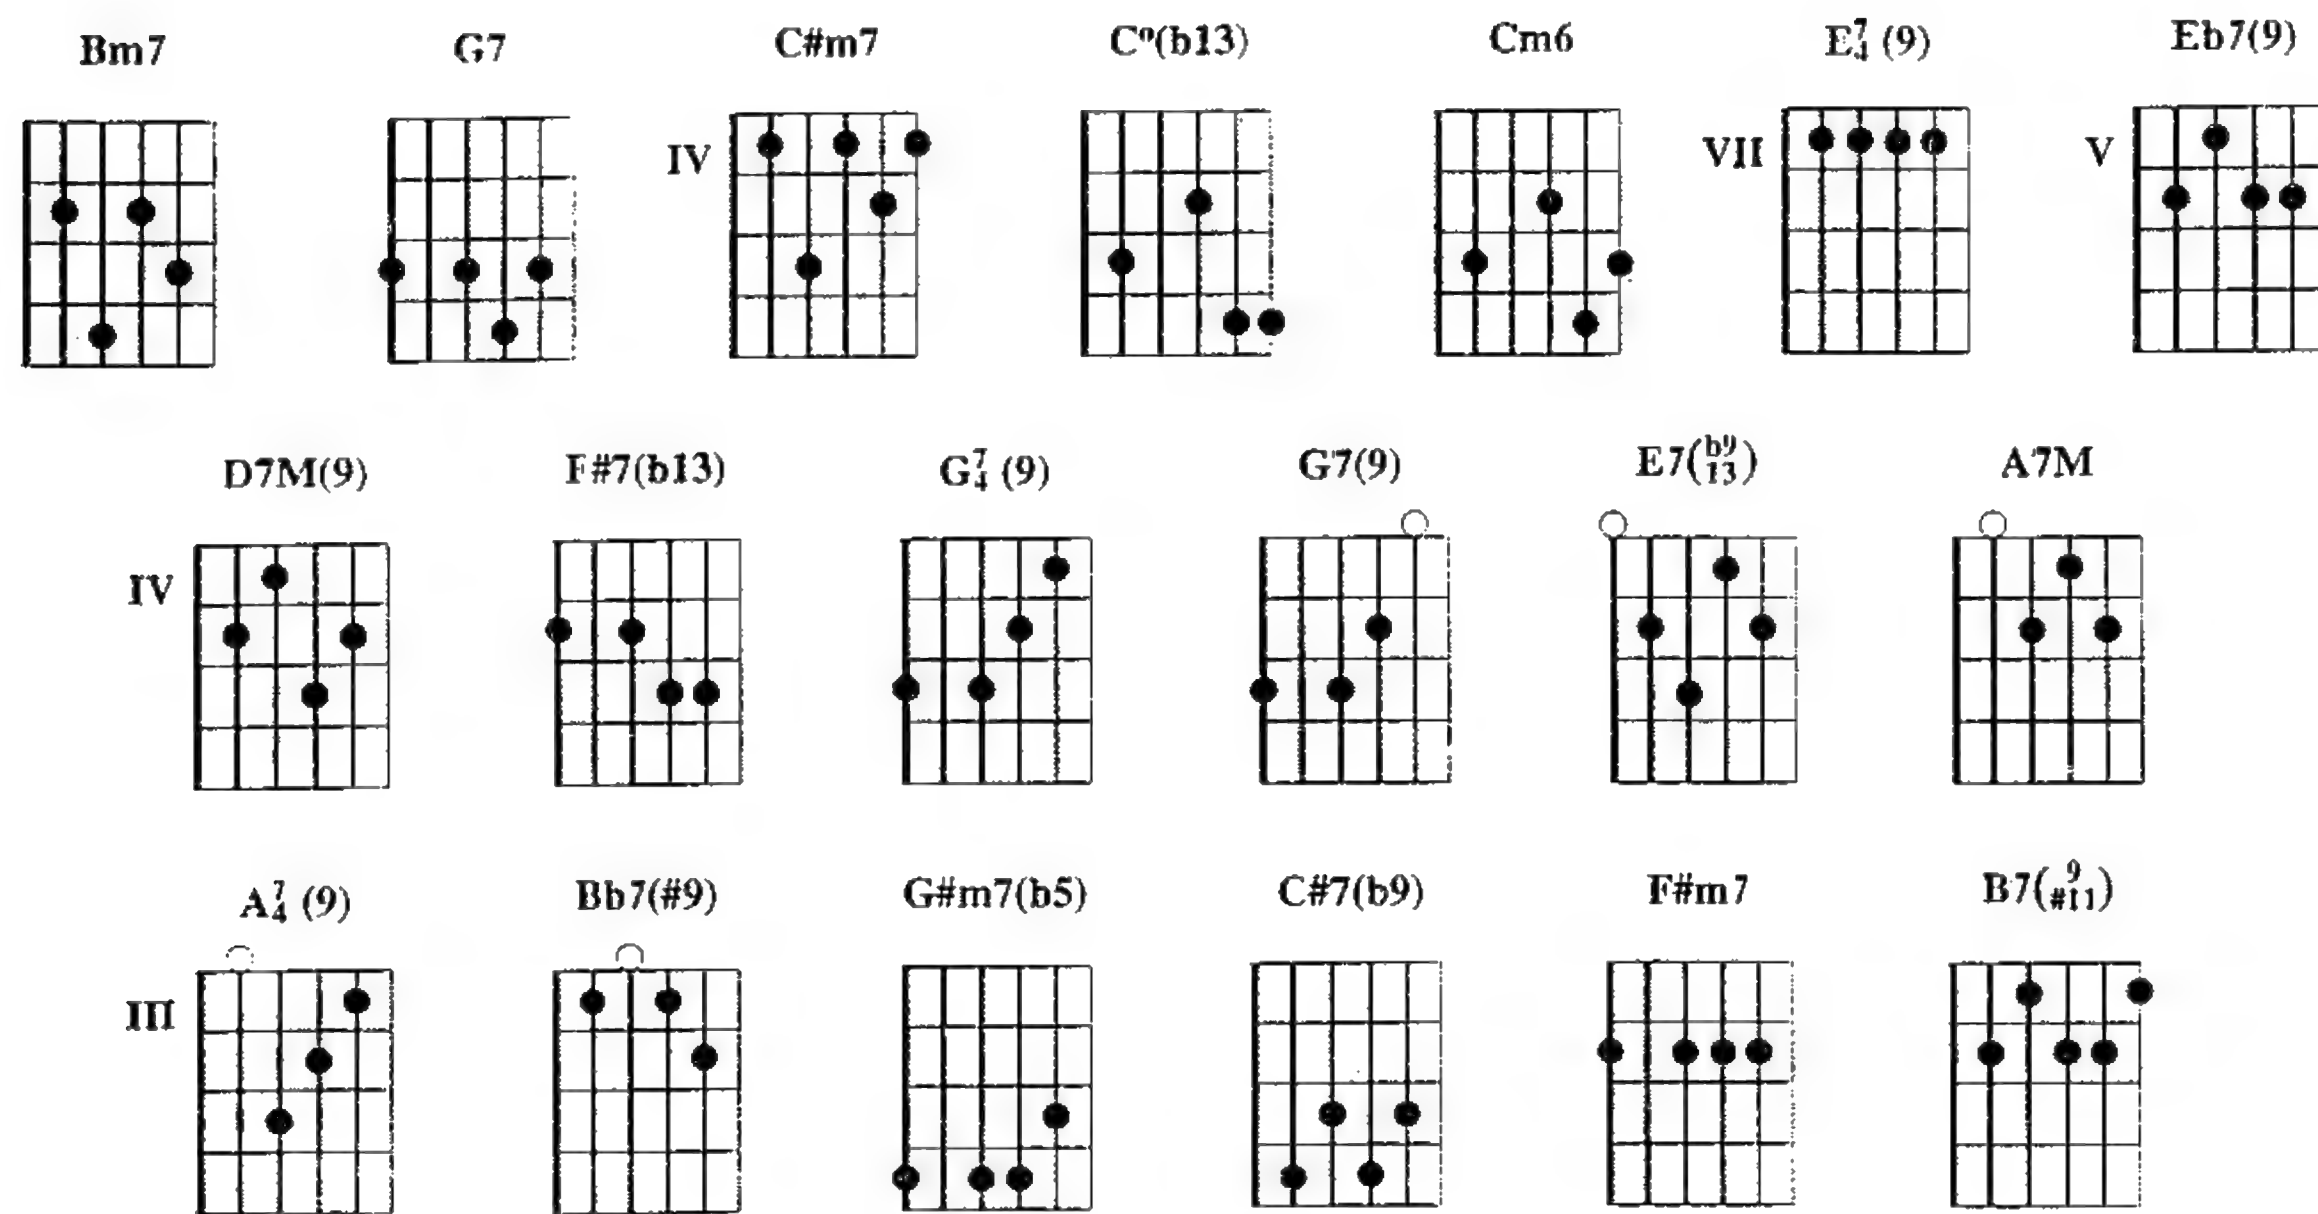 Bm7 G7 C#m7 Cº(b13) Cm6 E7/4 (9) Eb7(9)
IV VII V
D7M(9) F#7(b13) G7/4 (9) G7(9) E7(b9/13) A7M
IV
A7/4 (9) Bb7(#9) G#m7(b5) C#7(b9) F#m7 B7(9/#11)
III